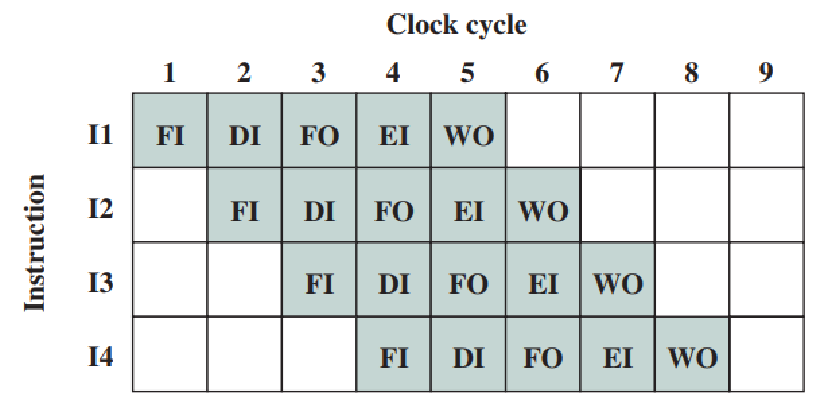 Clock cycle
1 2 3 4 5 6 7 8 9
Instruction
I1 FI DI FO EI WO
I2 FI DI FO EI WO
I3 FI DI FO EI WO
I4 FI DI FO EI WO